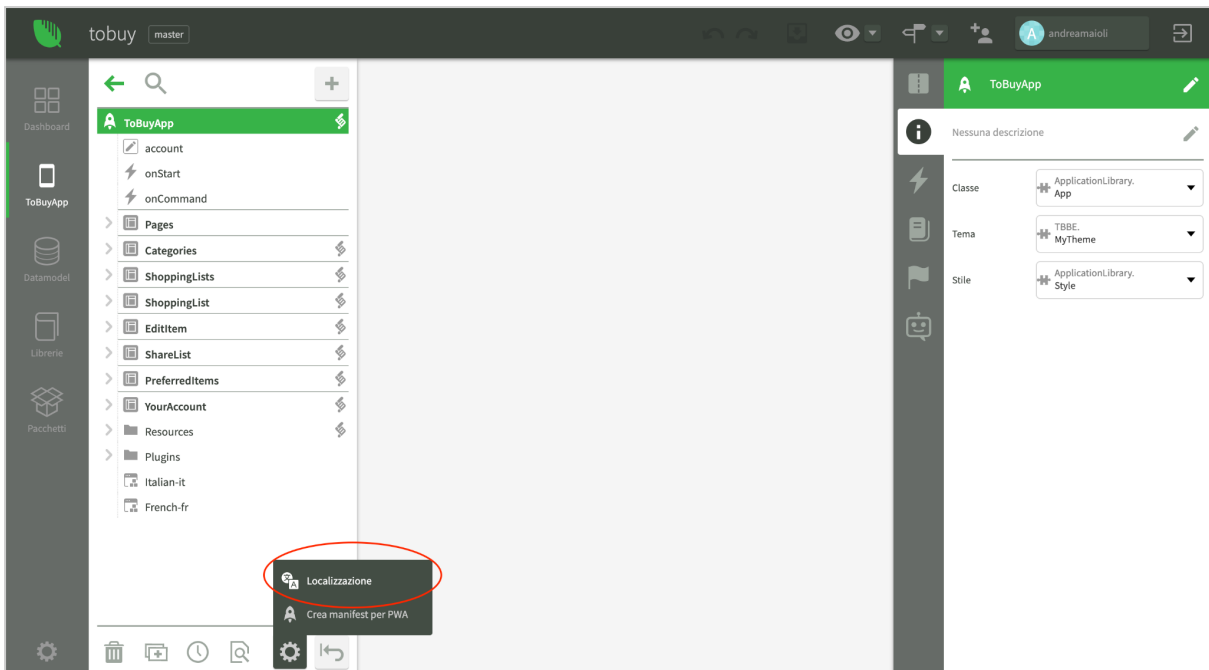 tobuy
master
A
andreamaioli
Dashboard
ToBuyApp
Datamodel
Librerie
Pacchetti
ToBuyApp
account
onStart
onCommand
Pages
Categories
ShoppingLists
ShoppingList
EditItem
ShareList
PreferredItems
YourAccount
Resources
Plugins
Italian-it
French-fr
Localizzazione
Crea manifest per PWA
ToBuyApp
Nessuna descrizione
Classe
ApplicationLibrary.
App
Tema
TBBE.
MyTheme
Stile
ApplicationLibrary.
Style